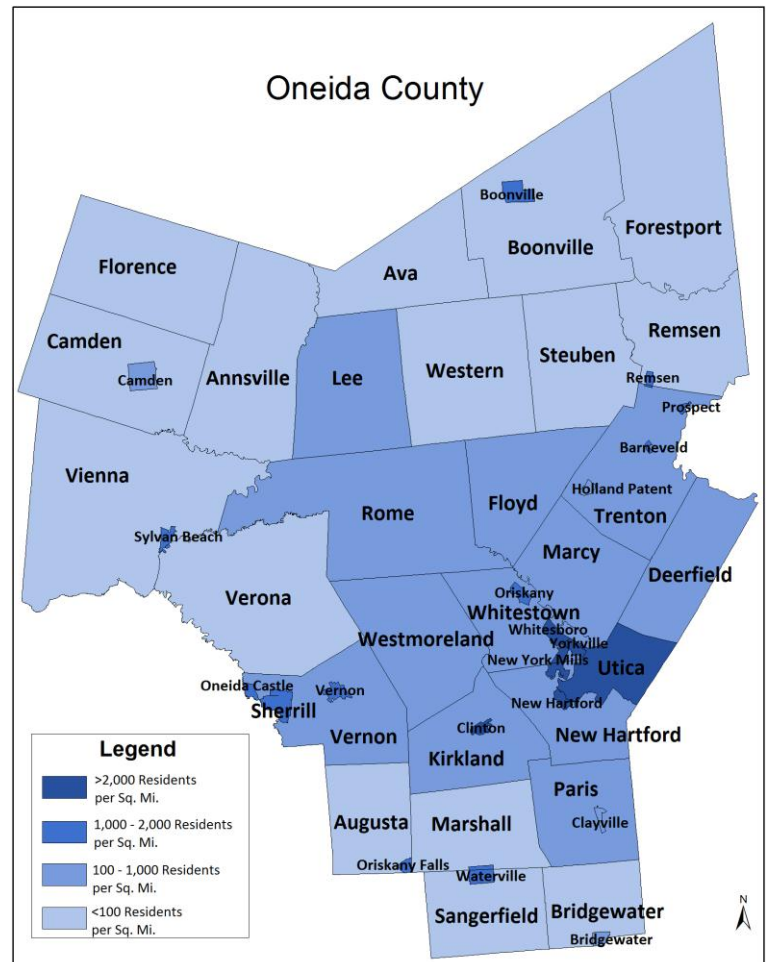 Oneida County
Boonville
Boonville
Forestport
Florence
Ava
Camden
Camden
Annsville
Lee
Western
Steuben
Remsen
Remsen
Prospect
Barneveld
Holland Patent
Trenton
Vienna
Sylvan Beach
Rome
Floyd
Marcy
Deerfield
Verona
Oriskany
Whitestown
Whitesboro
Yorkville
Westmoreland
New York Mills
Utica
Oneida Castle
Sherrill
Vernon
Vernon
New Hartford
Clinton
New Hartford
Kirkland
Paris
Clayville
Augusta
Marshall
Oriskany Falls
Waterville
Sangerfield
Bridgewater
Bridgewater
Legend
>2,000 Residents
per Sq. Mi.
1,000 - 2,000 Residents
per Sq. Mi.
100 - 1,000 Residents
per Sq. Mi.
<100 Residents
per Sq. Mi.
N